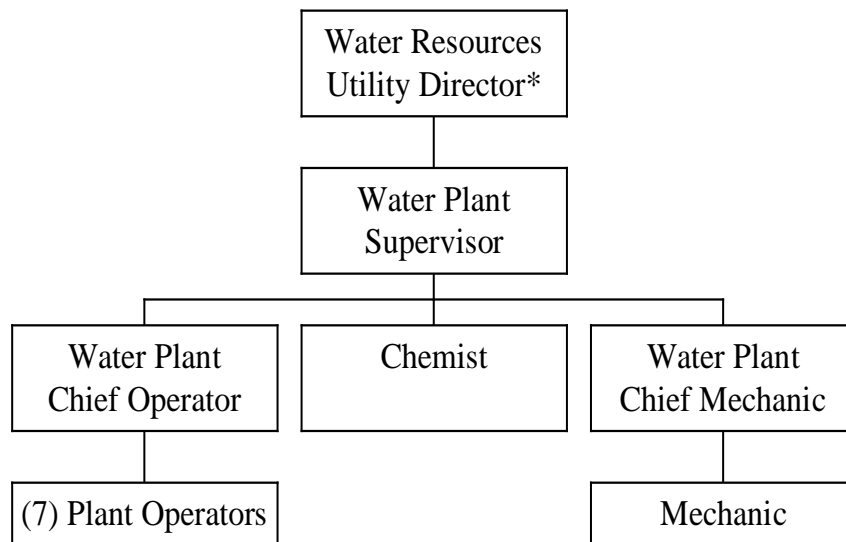 Water Resources
Utility Director*
Water Plant
Supervisor
Water Plant
Chief Operator
Chemist
Water Plant
Chief Mechanic
(7) Plant Operators
Mechanic